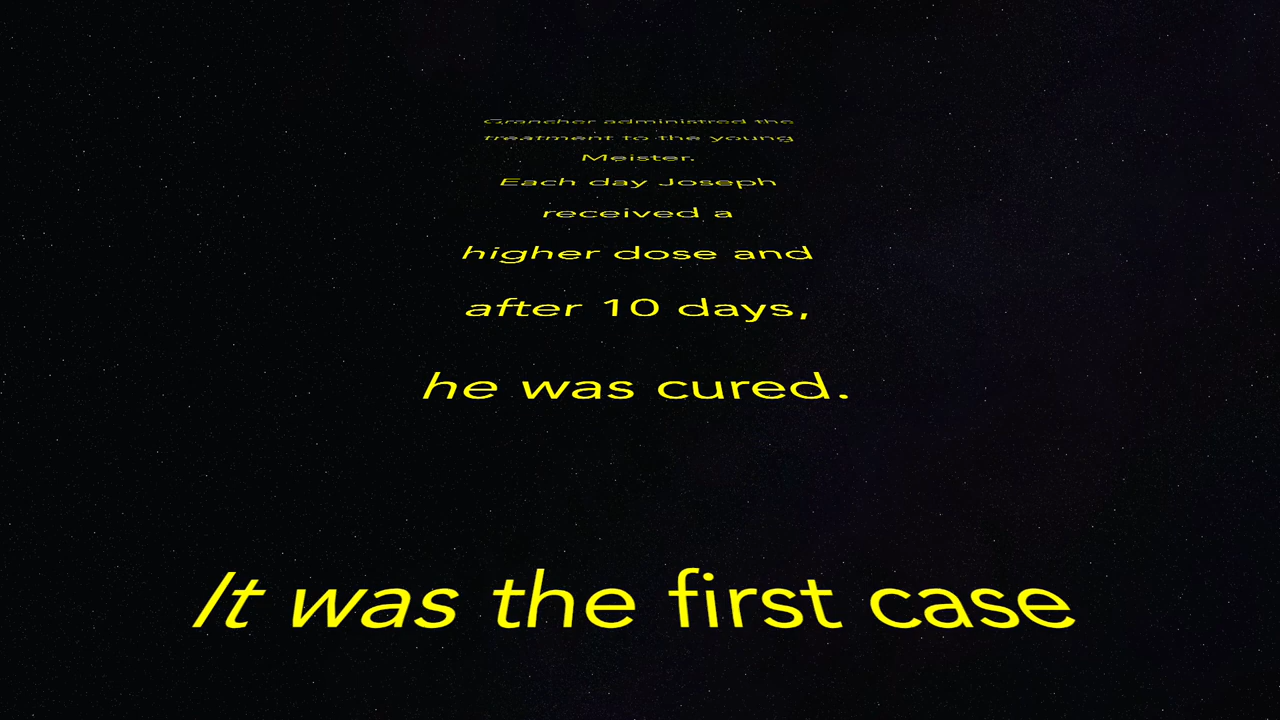 Grancher administred the
treatment to the young
Meister.
Each day Joseph
received a
higher dose and
after 10 days,
he was cured.
It was the first case